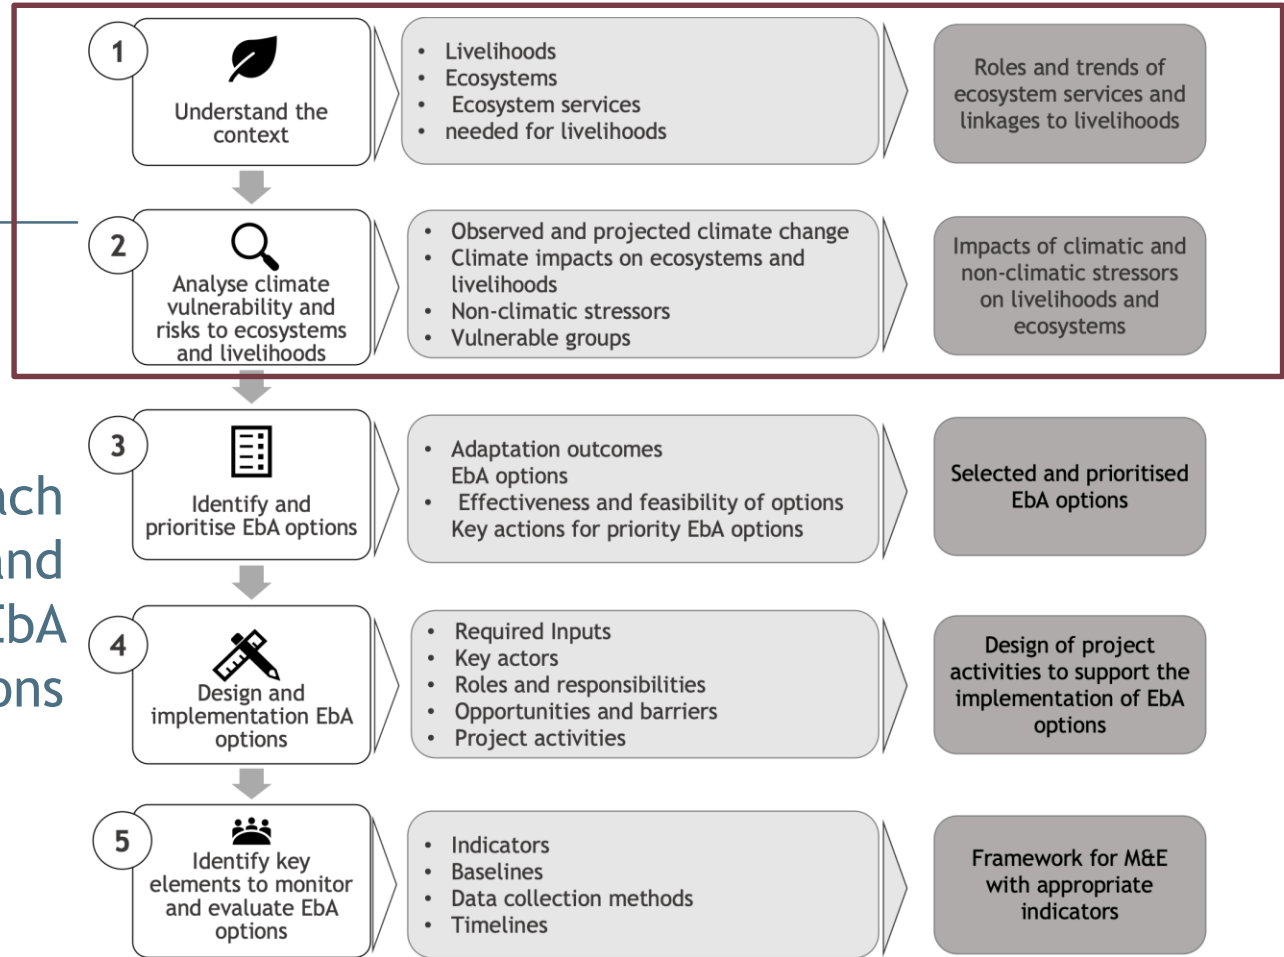 1
Understand the
context
• Livelihoods
• Ecosystems
• Ecosystem services
• needed for livelihoods
Roles and trends of
ecosystem services and
linkages to livelihoods
2
Analyse climate
vulnerability and
risks to ecosystems
and livelihoods
• Observed and projected climate change
• Climate impacts on ecosystems and
livelihoods
• Non-climatic stressors
• Vulnerable groups
Impacts of climatic and
non-climatic stressors
on livelihoods and
ecosystems
ach
and
EbA
ons
3
Identify and
prioritise EbA options
• Adaptation outcomes
EbA options
• Effectiveness and feasibility of options
Key actions for priority EbA options
Selected and prioritised
EbA options
4
Design and
implementation EbA
options
• Required Inputs
• Key actors
• Roles and responsibilities
• Opportunities and barriers
• Project activities
Design of project
activities to support the
implementation of EbA
options
5
Identify key
elements to monitor
and evaluate EbA
options
• Indicators
• Baselines
• Data collection methods
• Timelines
Framework for M&E
with appropriate
indicators